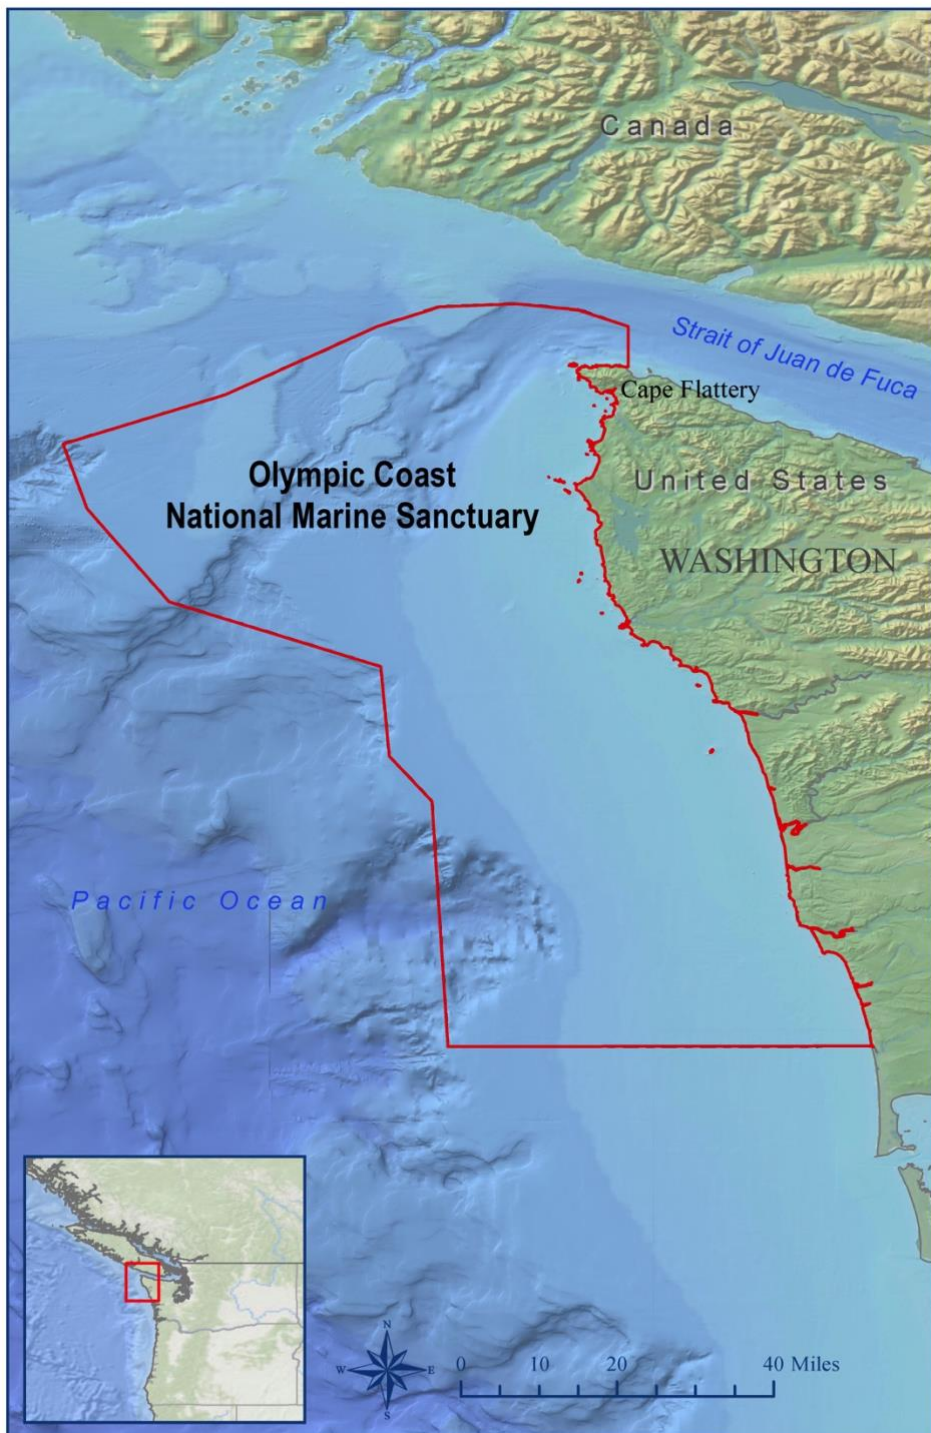 Canada
Strait of Juan de Fuca
Cape Flattery
Olympic Coast
National Marine Sanctuary
United States
WASHINGTON
Pacific Ocean
N
W E
S
0 10 20 40 Miles